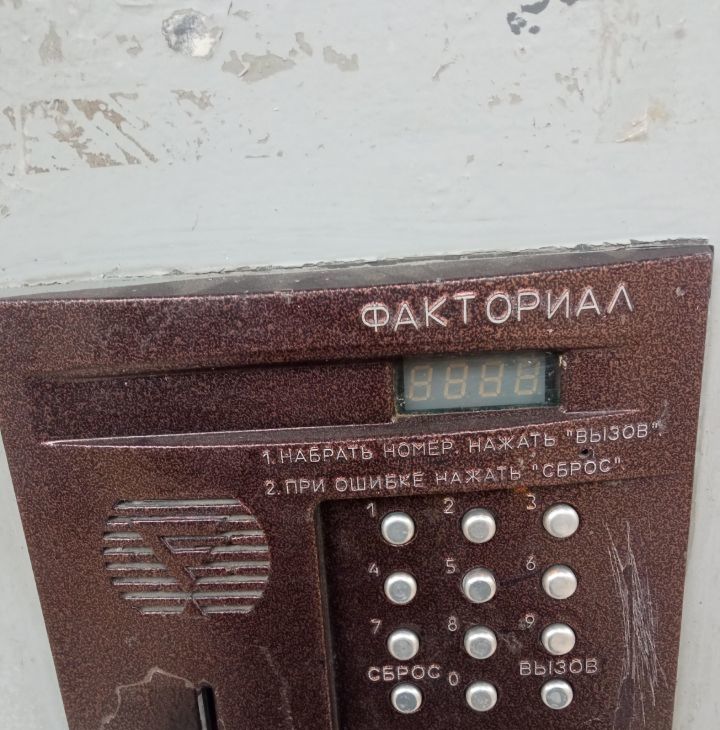 ФАКТОРИАЛ
8888
1. НАБРАТЬ НОМЕР, НАЖАТЬ "ВЫЗОВ".
2. ПРИ ОШИБКЕ НАЖАТЬ "СБРОС"
1 2 3
4 5 6
7 8 9
СБРОС 0 ВЫЗОВ